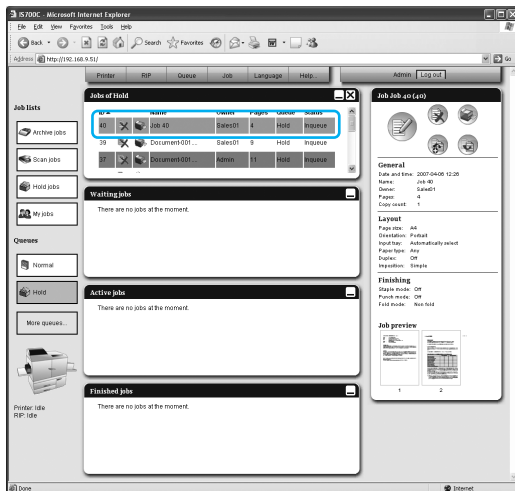 IS700C - Microsoft Internet Explorer
File Edit View Favorites Tools Help
Back Search Favorites
Address http://192.168.9.51/ Go
Printer RIP Queue Job Language Help... Admin Log out
Job lists
Archive jobs
Scan jobs
Hold jobs
My jobs
Queues
Normal
Hold
More queues...
Printer: Idle
RIP: Idle
Jobs of Hold
ID Name Owner Pages Queue Status
40 Job 40 Sales01 4 Hold Inqueue
39 Document-001 ... Sales01 9 Hold Inqueue
37 Document-001 ... Admin 11 Hold Inqueue
Waiting jobs
There are no jobs at the moment.
Active jobs
There are no jobs at the moment.
Finished jobs
There are no jobs at the moment.
Job Job 40 (40)
General
Date and time: 2007-04-06 12:26
Name: Job 40
Owner: Sales01
Pages: 4
Copy count: 1
Layout
Page size: A4
Orientation: Portrait
Input tray: Automatically select
Paper type: Any
Duplex: Off
Imposition: Simple
Finishing
Staple mode: Off
Punch mode: Off
Fold mode: Non fold
Job preview
1 2
Done Internet